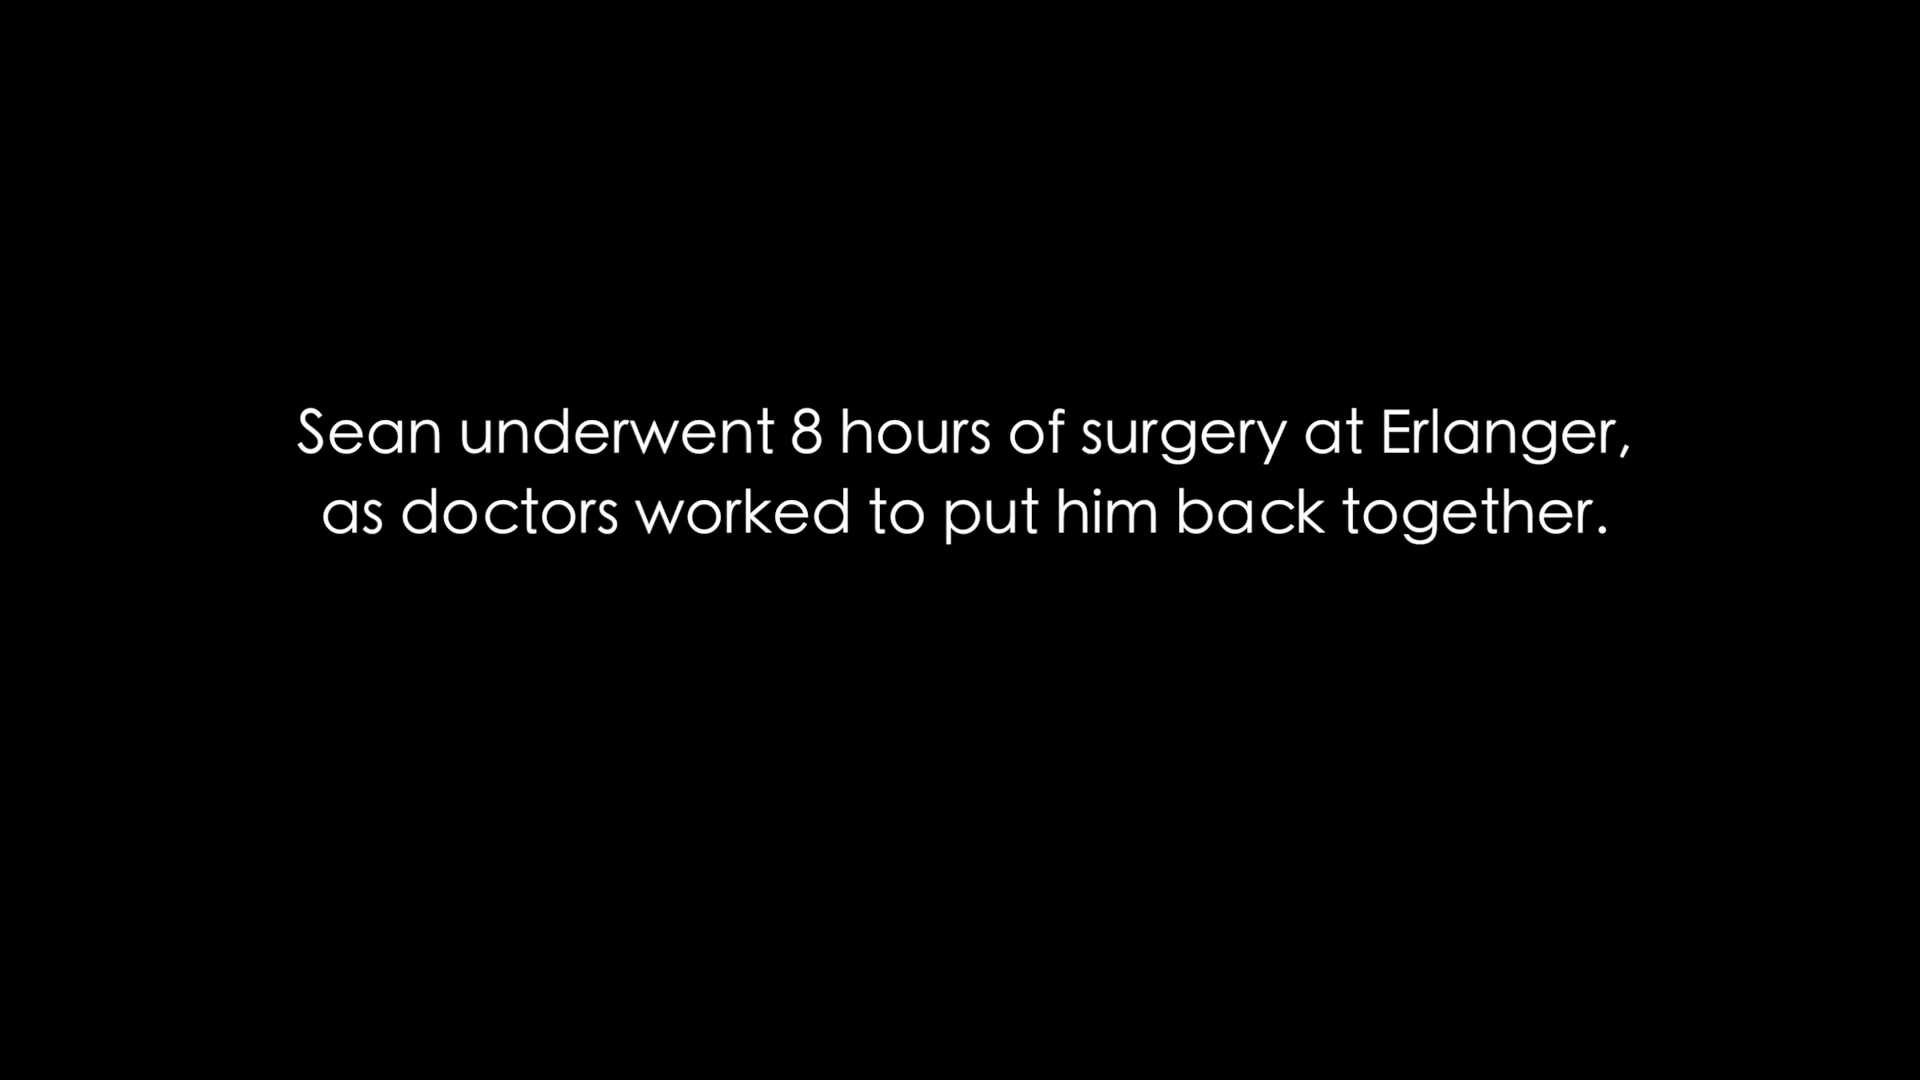 Sean underwent 8 hours of surgery at Erlanger,
as doctors worked to put him back together.